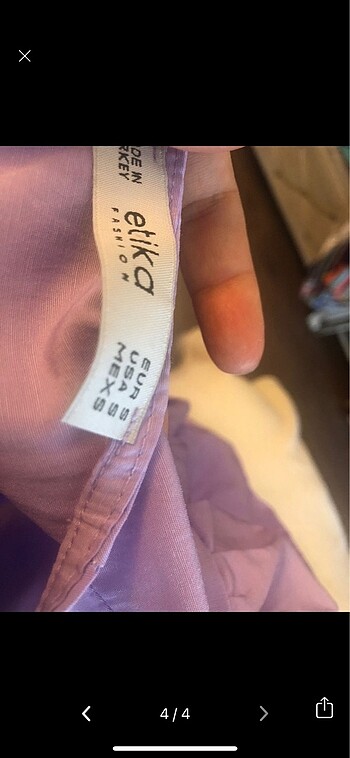 DE IN
RKEY
etika
FASHION
EUR S
USA S
MEX S
4/4